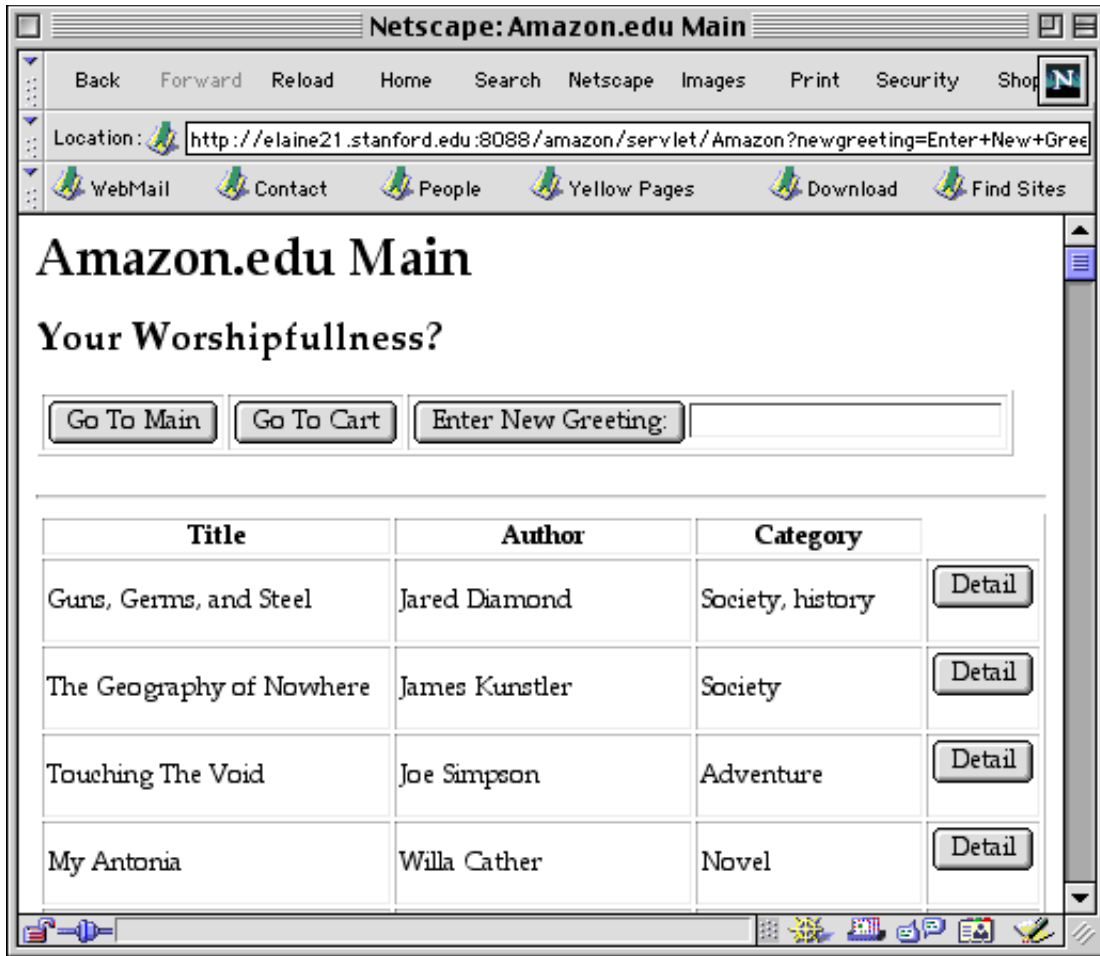 Netscape: Amazon.edu Main
Back Forward Reload Home Search Netscape Images Print Security Shop N
Location: http://elaine21.stanford.edu:8088/amazon/servlet/Amazon?newgreeting=Enter+New+Gree
WebMail Contact People Yellow Pages Download Find Sites
Amazon.edu Main
Your Worshipfullness?
Go To Main Go To Cart Enter New Greeting:
Title Author Category
Guns, Germs, and Steel Jared Diamond Society, history Detail
The Geography of Nowhere James Kunstler Society Detail
Touching The Void Joe Simpson Adventure Detail
My Antonia Willa Cather Novel Detail